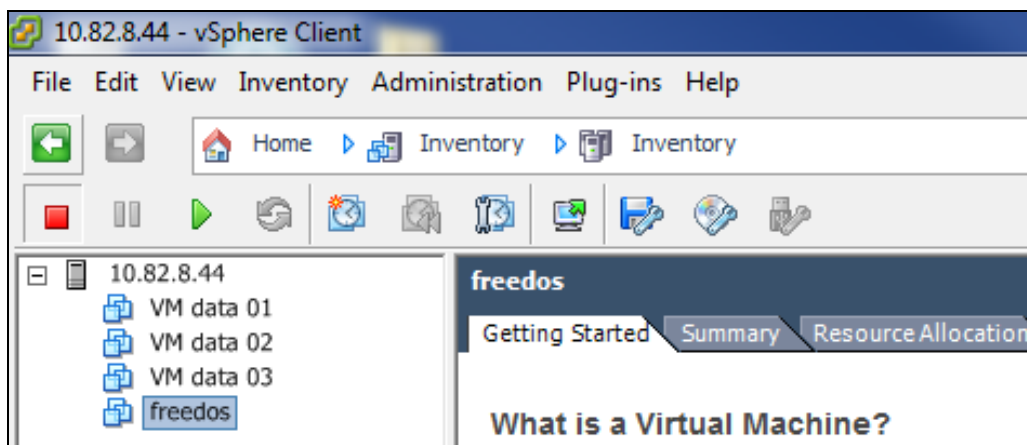 10.82.8.44 - vSphere Client
File Edit View Inventory Administration Plug-ins Help
Home Inventory Inventory
10.82.8.44
VM data 01
VM data 02
VM data 03
freedos
freedos
Getting Started Summary Resource Allocation
What is a Virtual Machine?